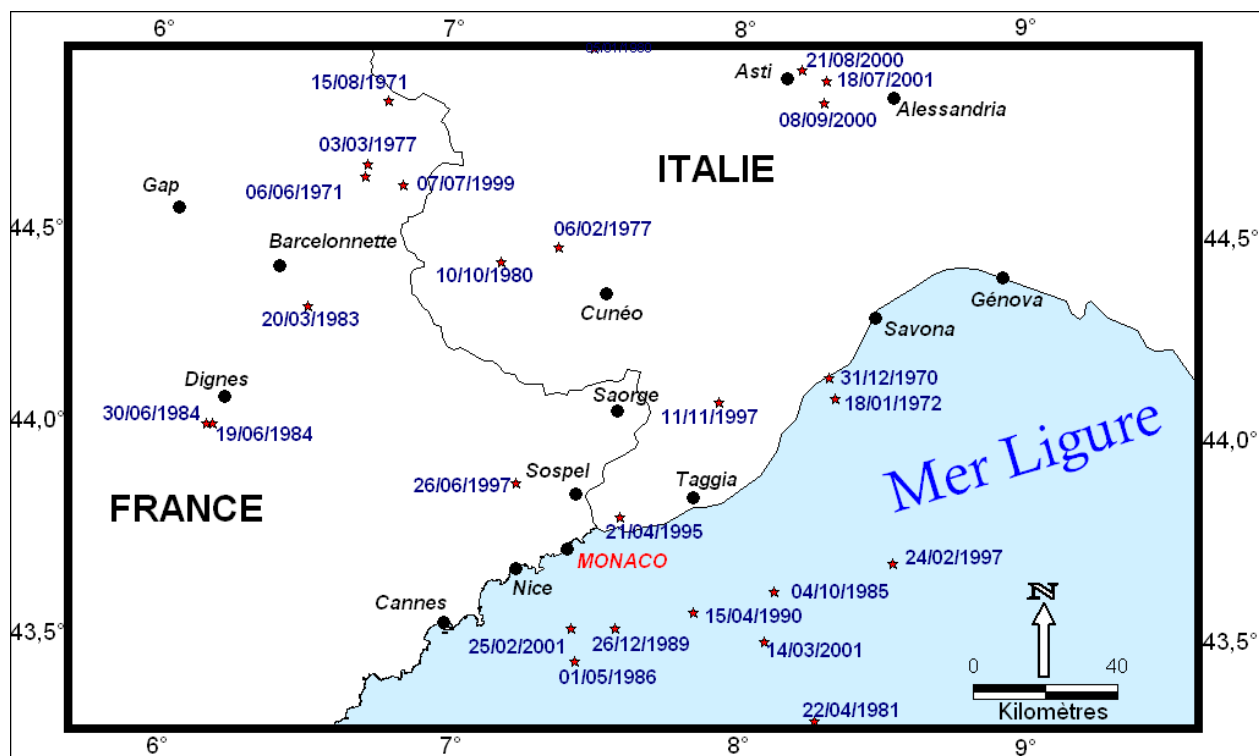 6° 7° 8° 9°
21/08/2000
Asti
15/08/1971
18/07/2001
Alessandria
08/09/2000
03/03/1977
ITALIE
Gap
06/06/1971
07/07/1999
44,5°
06/02/1977
44,5°
Barcelonnette
10/10/1980
Génova
Cunéo
20/03/1983
Savona
Dignes
31/12/1970
Saorge
18/01/1972
30/06/1984
11/11/1997
44,0°
19/06/1984
44,0°
Mer Ligure
Sospel
26/06/1997
Taggia
FRANCE
21/04/1995
MONACO
24/02/1997
Nice
04/10/1985
Cannes
15/04/1990
N
43,5°
25/02/2001
26/12/1989
14/03/2001
43,5°
01/05/1986
0 40
Kilomètres
22/04/1981
6° 7° 8° 9°